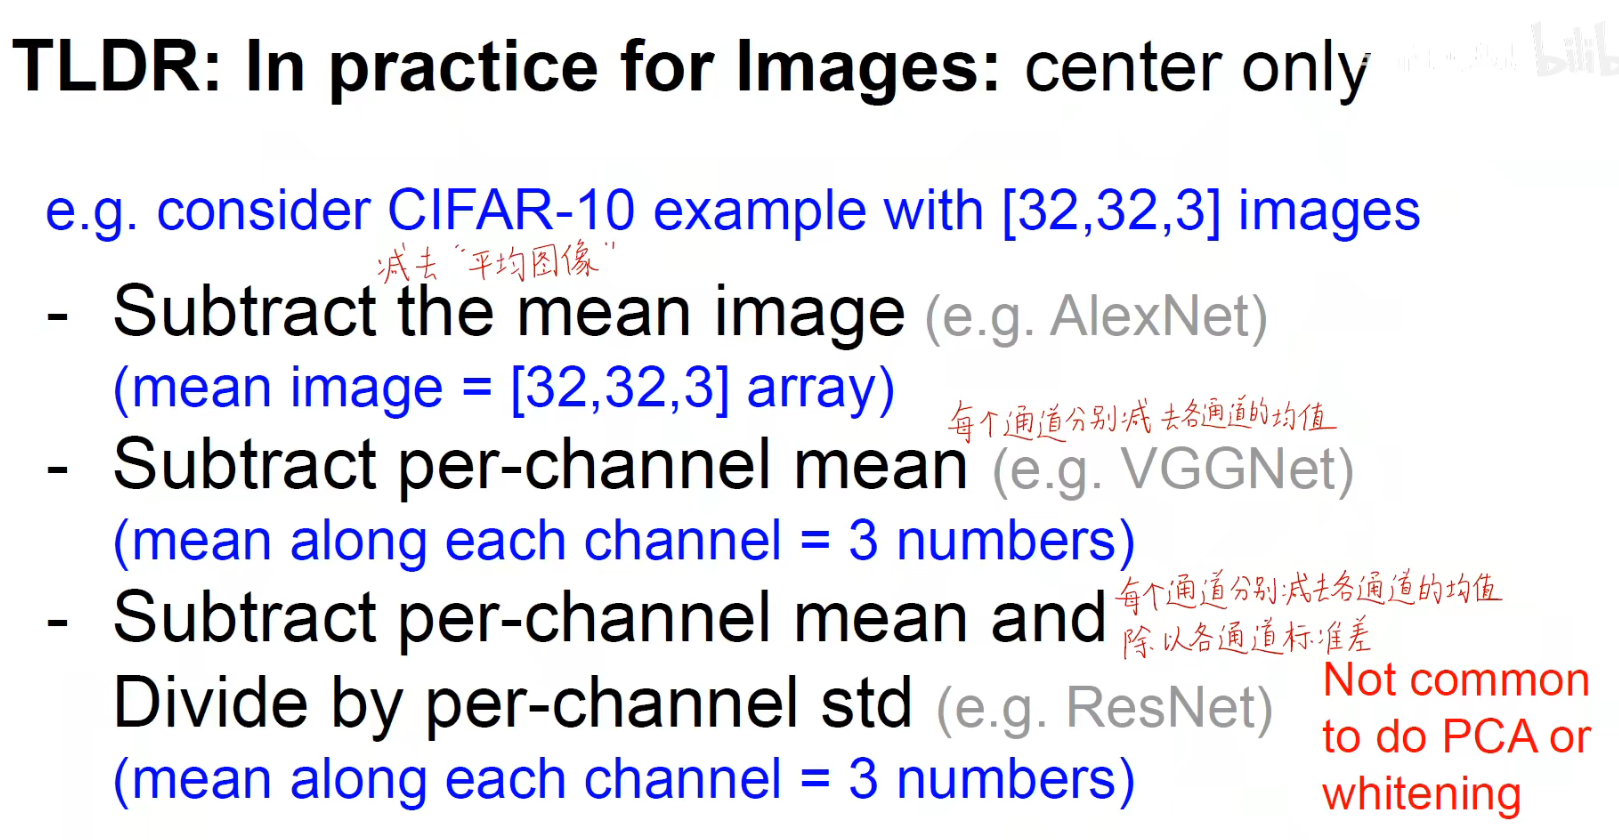 TLDR: In practice for Images: center only
e.g. consider CIFAR-10 example with [32,32,3] images
减去“平均图像”
- Subtract the mean image (e.g. AlexNet)
(mean image = [32,32,3] array)
每个通道分别减去各通道的均值
- Subtract per-channel mean (e.g. VGGNet)
(mean along each channel = 3 numbers)
每个通道分别减去各通道的均值
- Subtract per-channel mean and
除以各通道标准差
Divide by per-channel std (e.g. ResNet)
(mean along each channel = 3 numbers)
Not common
to do PCA or
whitening